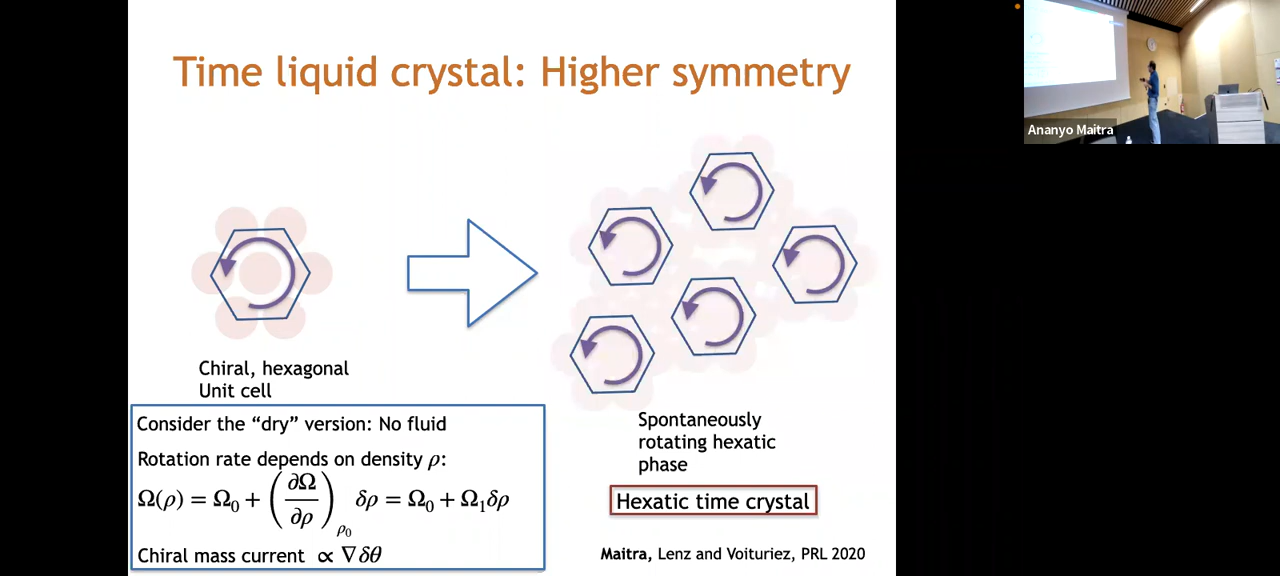 Time liquid crystal: Higher symmetry
Ananyo Maitra
Chiral, hexagonal
Unit cell
Consider the “dry” version: No fluid
Rotation rate depends on density ρ:
Ω(ρ) = Ω₀ + (∂Ω/∂ρ)_ρ₀ δρ = Ω₀ + Ω₁δρ
Chiral mass current ∝ ∇δθ
Spontaneously
rotating hexatic
phase
Hexatic time crystal
Maitra, Lenz and Voituriez, PRL 2020